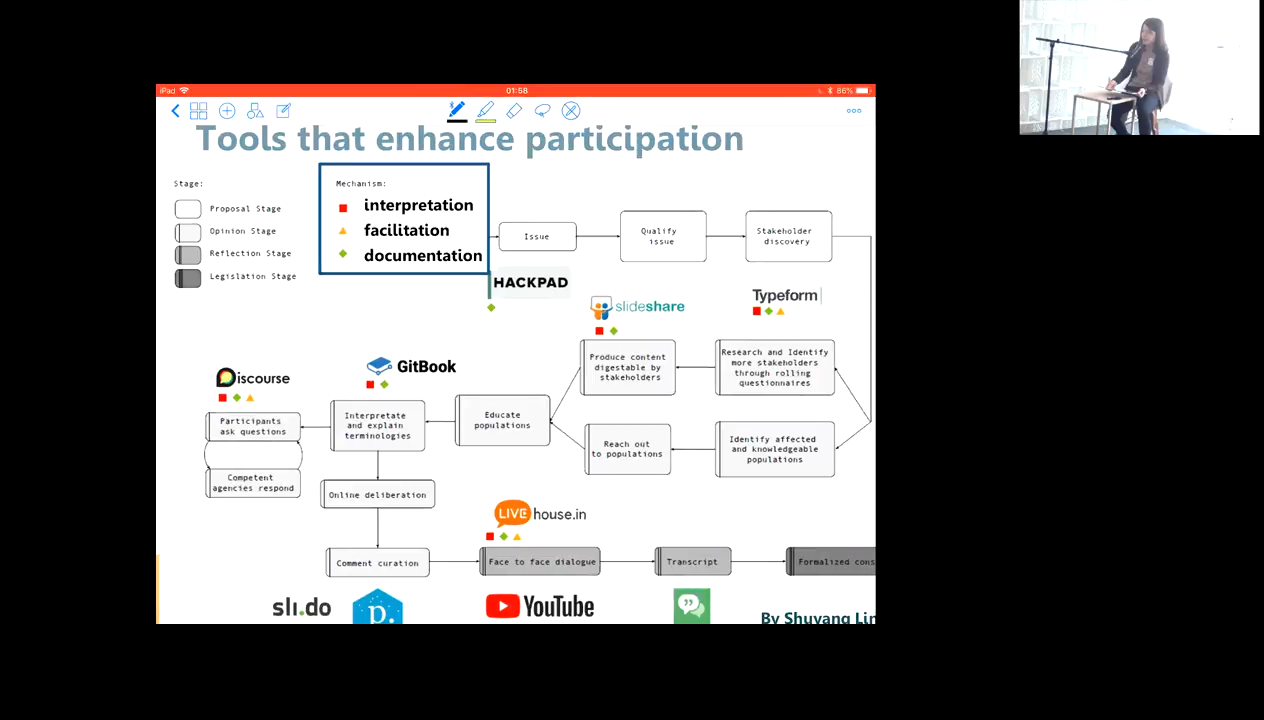 iPad
01:58
86%
Tools that enhance participation
Stage:
Proposal Stage
Opinion Stage
Reflection Stage
Legislation Stage
Mechanism:
interpretation
facilitation
documentation
Issue
Qualify
issue
Stakeholder
discovery
HACKPAD
slideshare
Typeform
Produce content
digestable by
stakeholders
Research and Identify
more stakeholders
through rolling
questionnaires
Discourse
GitBook
Participants
ask questions
Interpretate
and explain
terminologies
Educate
populations
Reach out
to populations
Identify affected
and knowledgeable
populations
Competent
agencies respond
Online deliberation
LIVE house.in
Comment curation
Face to face dialogue
Transcript
Formalized cons
sli.do
p.
YouTube
By Shuyang Lin